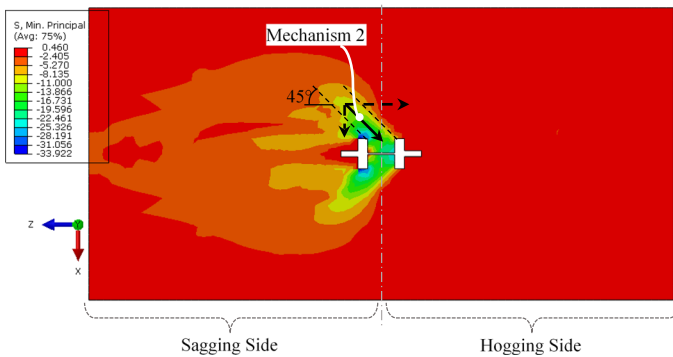 S, Min. Principal
(Avg: 75%)
0.460
-2.405
-5.270
-8.135
-11.000
-13.866
-16.731
-19.596
-22.461
-25.326
-28.191
-31.056
-33.922
Mechanism 2
45°
Z
Y
X
Sagging Side
Hogging Side